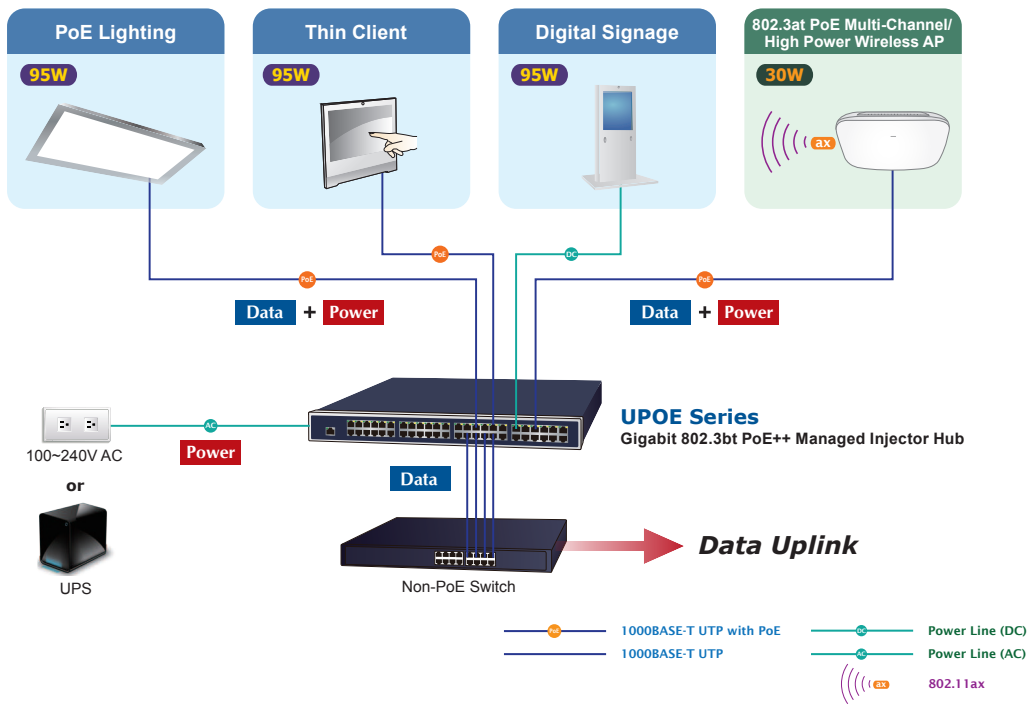 PoE Lighting
Thin Client
Digital Signage
802.3at PoE Multi-Channel/
High Power Wireless AP
95W
95W
95W
30W
ax
PoE
DC
PoE
PoE
Data + Power
Data + Power
UPOE Series
Gigabit 802.3bt PoE++ Managed Injector Hub
AC
100~240V AC
Power
or
Data
UPS
Data Uplink
Non-PoE Switch
PoE 1000BASE-T UTP with PoE
DC Power Line (DC)
1000BASE-T UTP
AC Power Line (AC)
ax 802.11ax